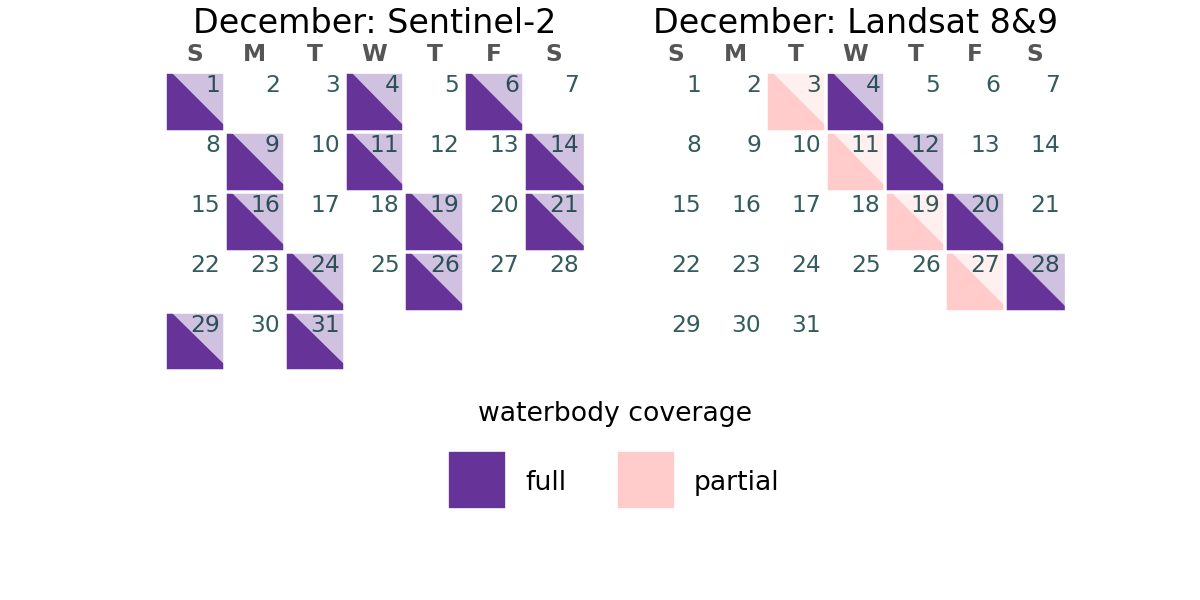 December: Sentinel-2
S M T W T F S
1 2 3 4 5 6 7
8 9 10 11 12 13 14
15 16 17 18 19 20 21
22 23 24 25 26 27 28
29 30 31
December: Landsat 8&9
S M T W T F S
1 2 3 4 5 6 7
8 9 10 11 12 13 14
15 16 17 18 19 20 21
22 23 24 25 26 27 28
29 30 31
waterbody coverage
full
partial